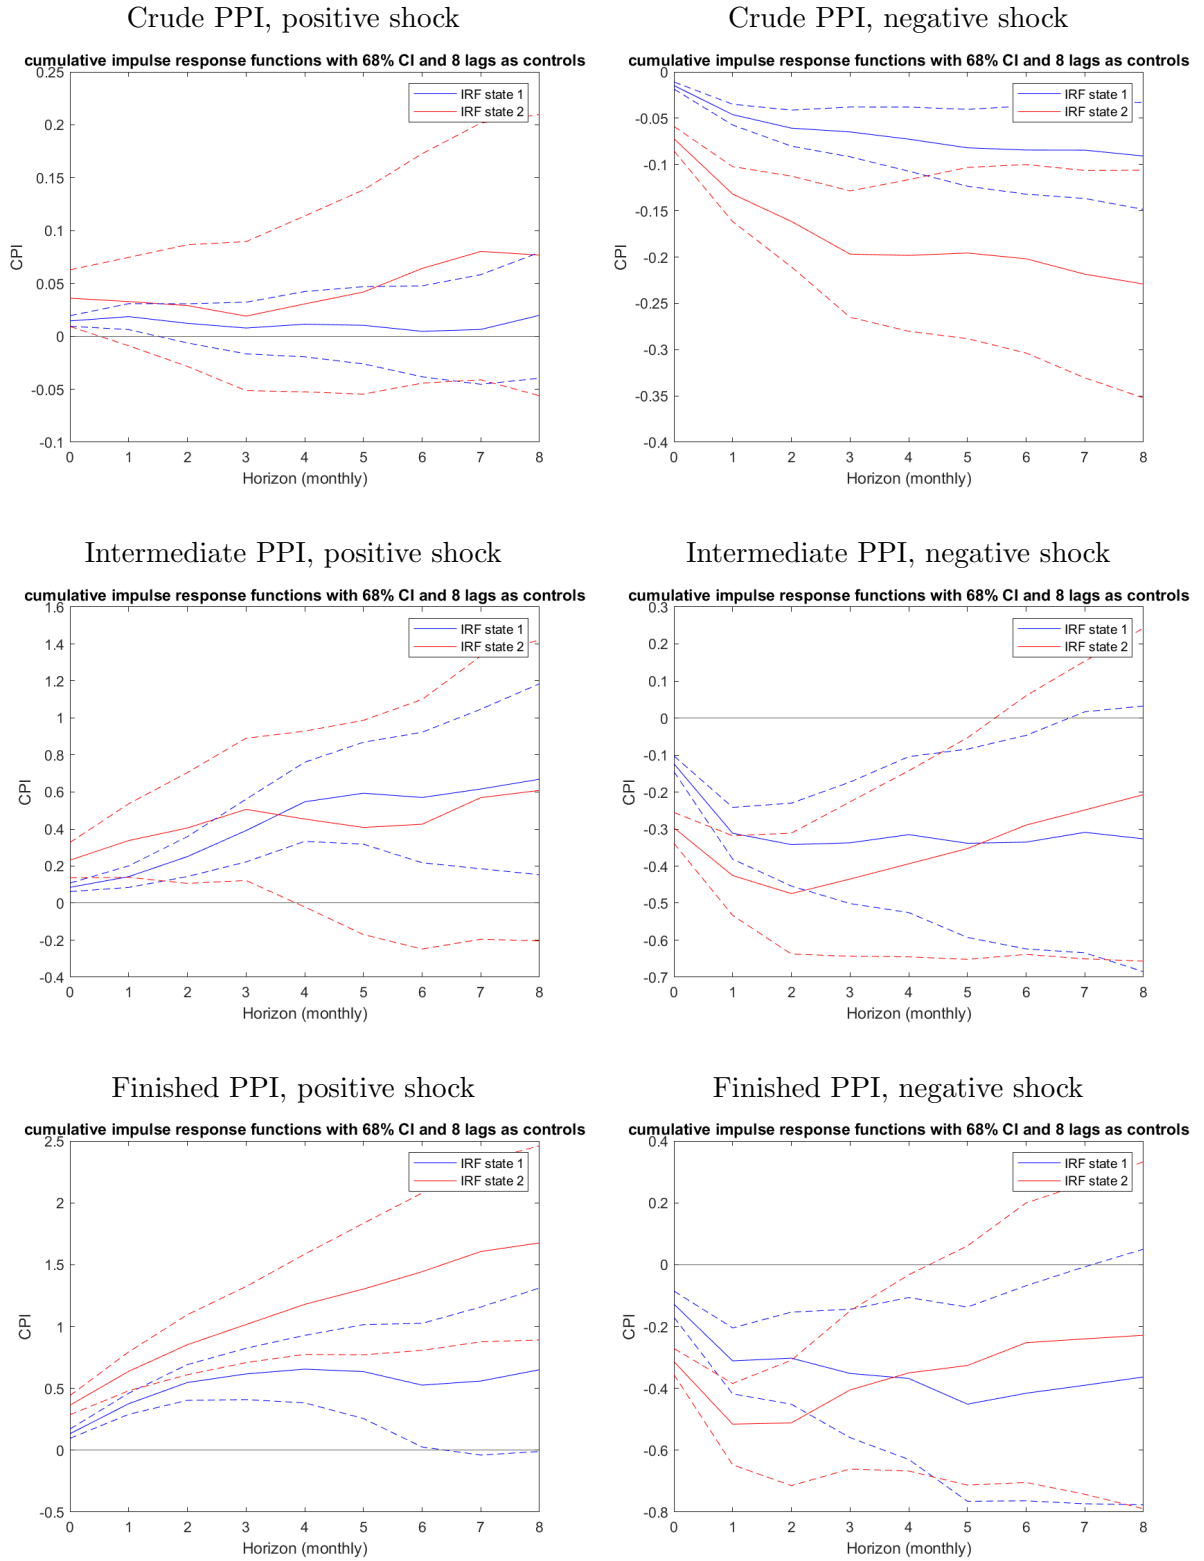 Crude PPI, positive shock
cumulative impulse response functions with 68% CI and 8 lags as controls
0.25
0.2
0.15
0.1
0.05
0
-0.05
-0.1
CPI
IRF state 1
IRF state 2
0 1 2 3 4 5 6 7 8
Horizon (monthly)
Crude PPI, negative shock
cumulative impulse response functions with 68% CI and 8 lags as controls
0
-0.05
-0.1
-0.15
-0.2
-0.25
-0.3
-0.35
-0.4
CPI
IRF state 1
IRF state 2
0 1 2 3 4 5 6 7 8
Horizon (monthly)
Intermediate PPI, positive shock
cumulative impulse response functions with 68% CI and 8 lags as controls
1.6
1.4
1.2
1
0.8
0.6
0.4
0.2
0
-0.2
-0.4
CPI
IRF state 1
IRF state 2
0 1 2 3 4 5 6 7 8
Horizon (monthly)
Intermediate PPI, negative shock
cumulative impulse response functions with 68% CI and 8 lags as controls
0.3
0.2
0.1
0
-0.1
-0.2
-0.3
-0.4
-0.5
-0.6
-0.7
CPI
IRF state 1
IRF state 2
0 1 2 3 4 5 6 7 8
Horizon (monthly)
Finished PPI, positive shock
cumulative impulse response functions with 68% CI and 8 lags as controls
2.5
2
1.5
1
0.5
0
-0.5
CPI
IRF state 1
IRF state 2
0 1 2 3 4 5 6 7 8
Horizon (monthly)
Finished PPI, negative shock
cumulative impulse response functions with 68% CI and 8 lags as controls
0.4
0.2
0
-0.2
-0.4
-0.6
-0.8
CPI
IRF state 1
IRF state 2
0 1 2 3 4 5 6 7 8
Horizon (monthly)